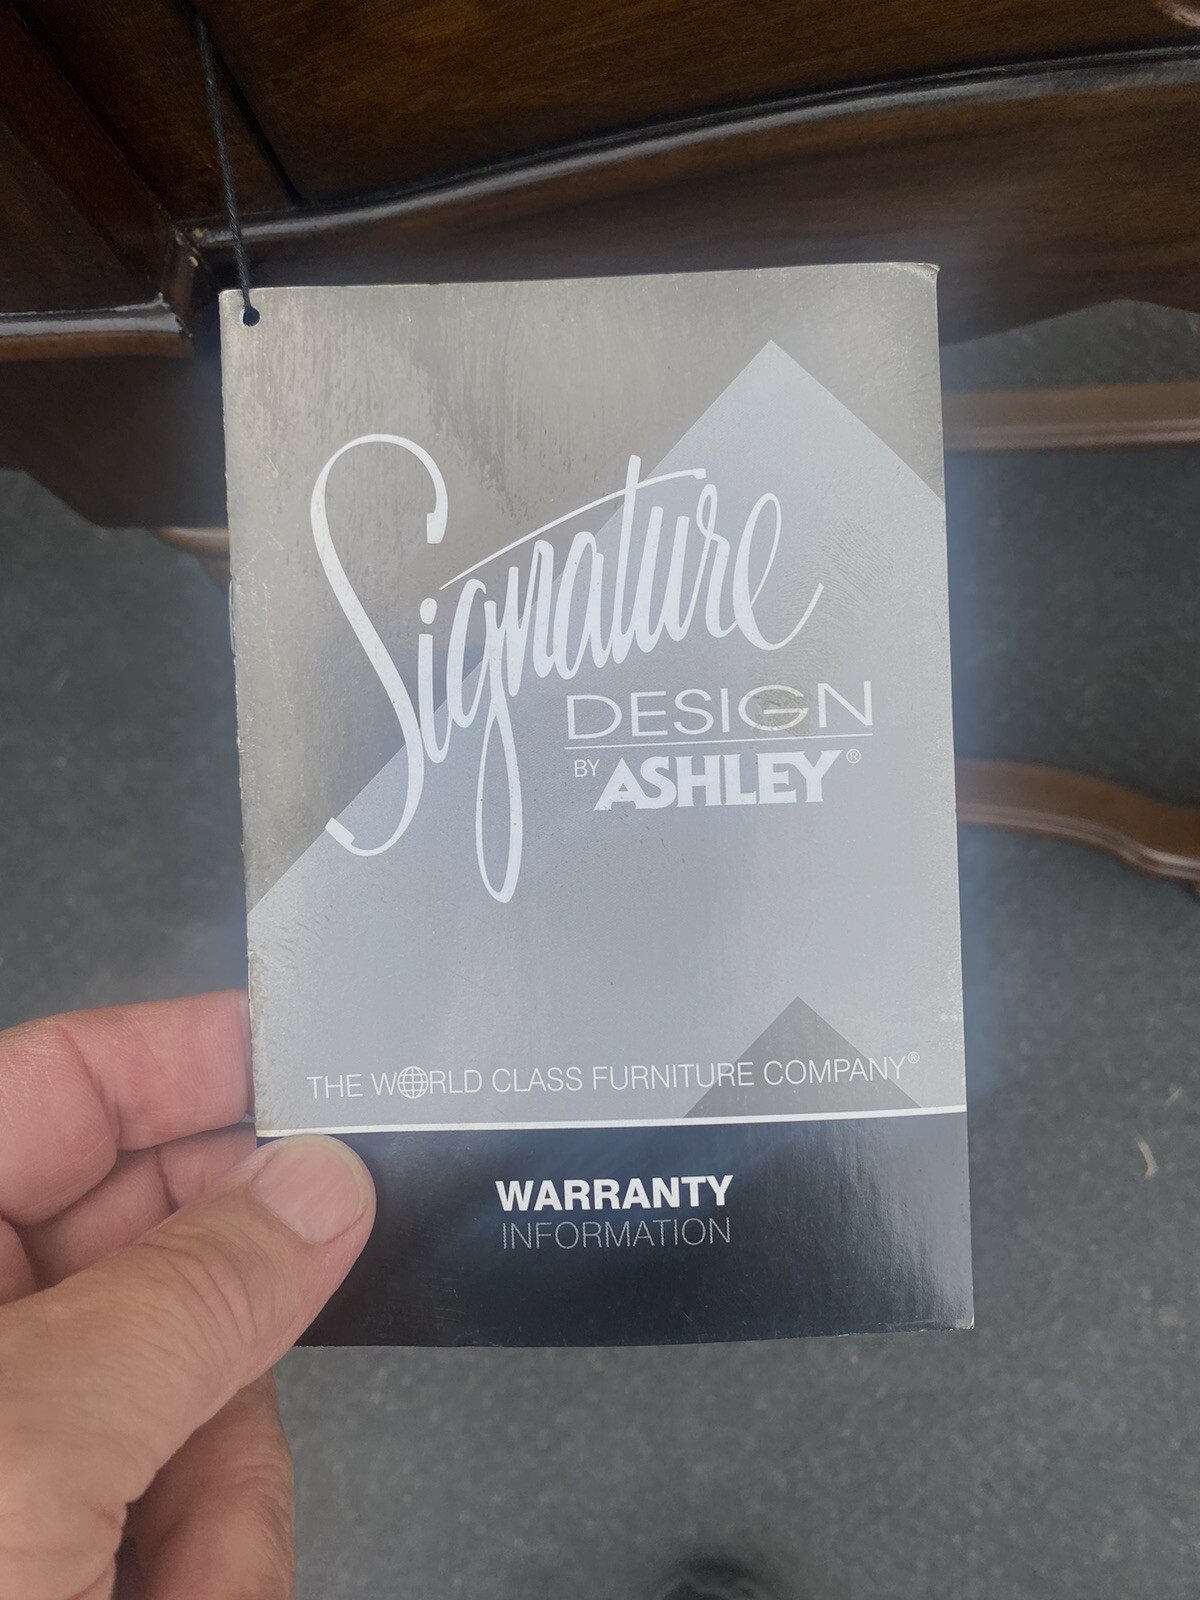 Signature
DESIGN
BY ASHLEY®
THE WORLD CLASS FURNITURE COMPANY®
WARRANTY
INFORMATION